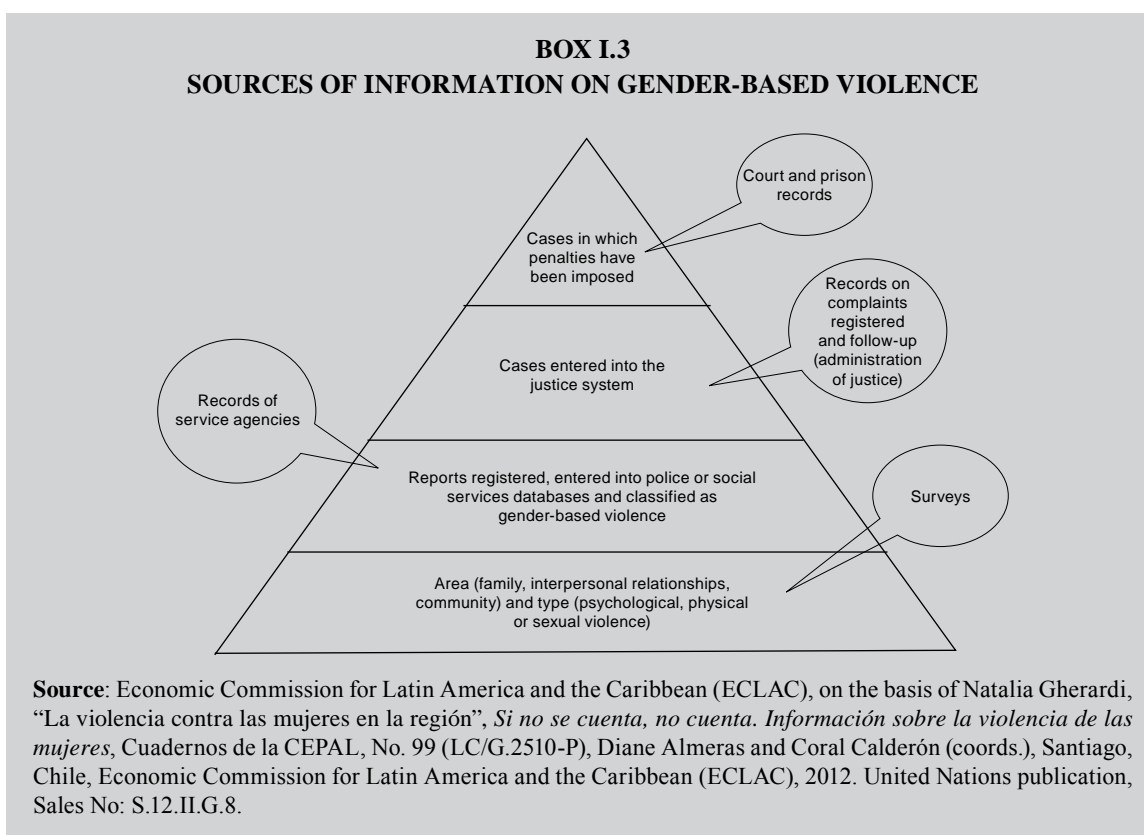 BOX I.3
SOURCES OF INFORMATION ON GENDER-BASED VIOLENCE
Court and prison
records
Cases in which
penalties have
been imposed
Records on
complaints
registered
and follow-up
(administration
of justice)
Cases entered into the
justice system
Records of
service agencies
Reports registered, entered into police or social
services databases and classified as
gender-based violence
Surveys
Area (family, interpersonal relationships,
community) and type (psychological, physical
or sexual violence)
Source: Economic Commission for Latin America and the Caribbean (ECLAC), on the basis of Natalia Gherardi,
“La violencia contra las mujeres en la región”, Si no se cuenta, no cuenta. Información sobre la violencia de las
mujeres, Cuadernos de la CEPAL, No. 99 (LC/G.2510-P), Diane Almeras and Coral Calderón (coords.), Santiago,
Chile, Economic Commission for Latin America and the Caribbean (ECLAC), 2012. United Nations publication,
Sales No: S.12.II.G.8.